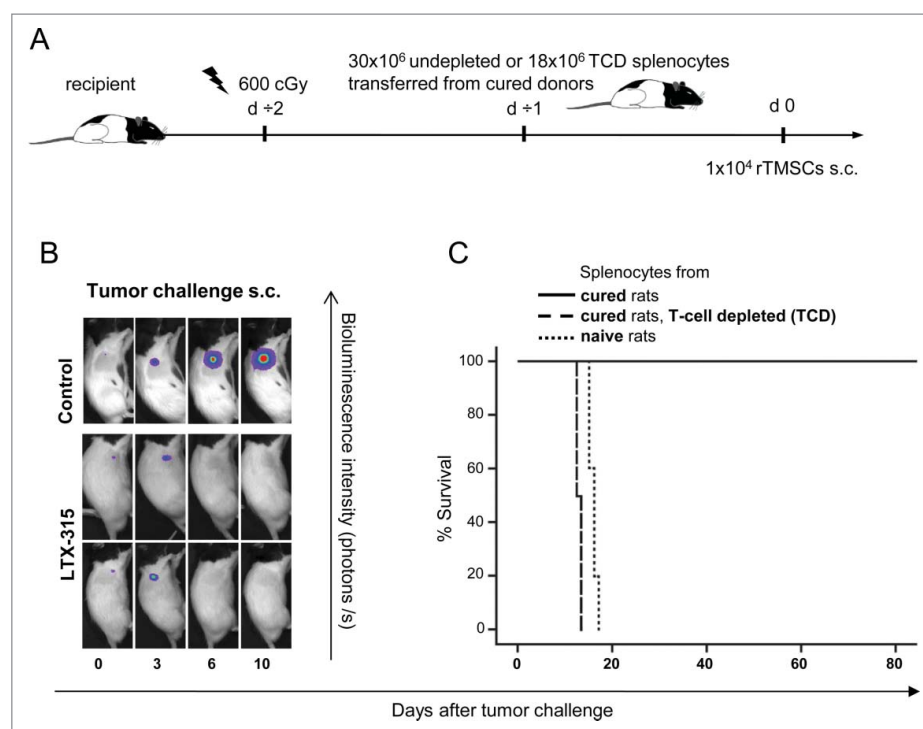 A
recipient
600 cGy
d ÷2
30x10⁶ undepleted or 18x10⁶ TCD splenocytes
transferred from cured donors
d ÷1
d 0
1x10⁴ rTMSCs s.c.
B
Tumor challenge s.c.
Control
LTX-315
0 3 6 10
Bioluminescence intensity (photons /s)
C
Splenocytes from
cured rats
cured rats, T-cell depleted (TCD)
naive rats
% Survival
100
80
60
40
20
0
0 20 40 60 80
Days after tumor challenge